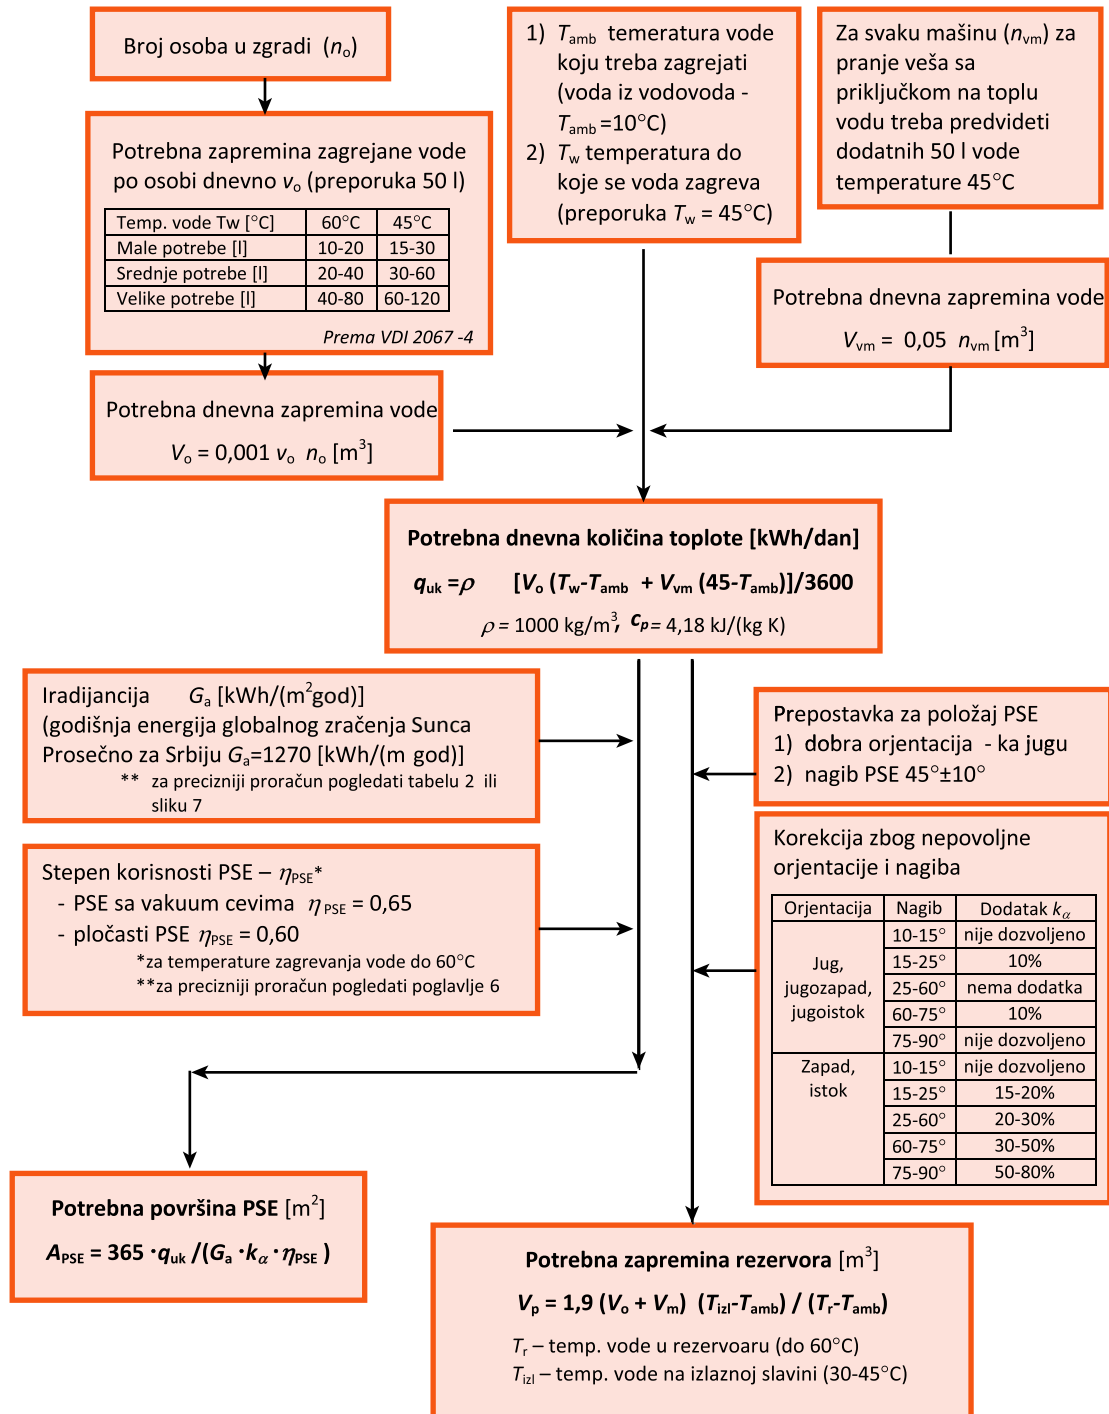 Broj osoba u zgradi (nₒ)
Potrebna zapremina zagrejane vode
po osobi dnevno vₒ (preporuka 50 l)
Temp. vode Tw [°C] 60°C 45°C
Male potrebe [l] 10-20 15-30
Srednje potrebe [l] 20-40 30-60
Velike potrebe [l] 40-80 60-120
Prema VDI 2067 -4
Potrebna dnevna zapremina vode
Vo = 0,001 vo no [m³]
1) Tamb temeratura vode
koju treba zagrejati
(voda iz vodovoda -
Tamb =10°C)
2) Tw temperatura do
koje se voda zagreva
(preporuka Tw = 45°C)
Za svaku mašinu (nvm) za
pranje veša sa
priključkom na toplu
vodu treba predvideti
dodatnih 50 l vode
temperature 45°C
Potrebna dnevna zapremina vode
Vvm = 0,05 nvm [m³]
Potrebna dnevna količina toplote [kWh/dan]
quk =ρ [Vo (Tw-Tamb + Vvm (45-Tamb)]/3600
ρ = 1000 kg/m³, cp = 4,18 kJ/(kg K)
Iradijancija Ga [kWh/(m²god)]
(godišnja energija globalnog zračenja Sunca
Prosečno za Srbiju Ga=1270 [kWh/(m god)]
** za precizniji proračun pogledati tabelu 2 ili
sliku 7
Stepen korisnosti PSE – ηPSE*
- PSE sa vakuum cevima η PSE = 0,65
- pločasti PSE ηPSE = 0,60
*za temperature zagrevanja vode do 60°C
**za precizniji proračun pogledati poglavlje 6
Prepostavka za položaj PSE
1) dobra orjentacija - ka jugu
2) nagib PSE 45°±10°
Korekcija zbog nepovoljne
orjentacije i nagiba
Orjentacija Nagib Dodatak kα
Jug,
jugozapad,
jugoistok
10-15° nije dozvoljeno
15-25° 10%
25-60° nema dodatka
60-75° 10%
75-90° nije dozvoljeno
Zapad,
istok
10-15° nije dozvoljeno
15-25° 15-20%
25-60° 20-30%
60-75° 30-50%
75-90° 50-80%
Potrebna površina PSE [m²]
APSE = 365 · quk /(Ga · kα · ηPSE )
Potrebna zapremina rezervora [m³]
Vp = 1,9 (Vo + Vm) (Tizl-Tamb) / (Tr-Tamb)
Tr – temp. vode u rezervoaru (do 60°C)
Tizl – temp. vode na izlaznoj slavini (30-45°C)